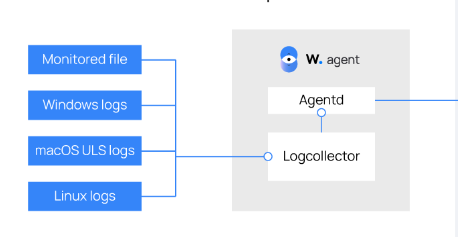 Monitored file
Windows logs
macOS ULS logs
Linux logs
W. agent
Agentd
Logcollector